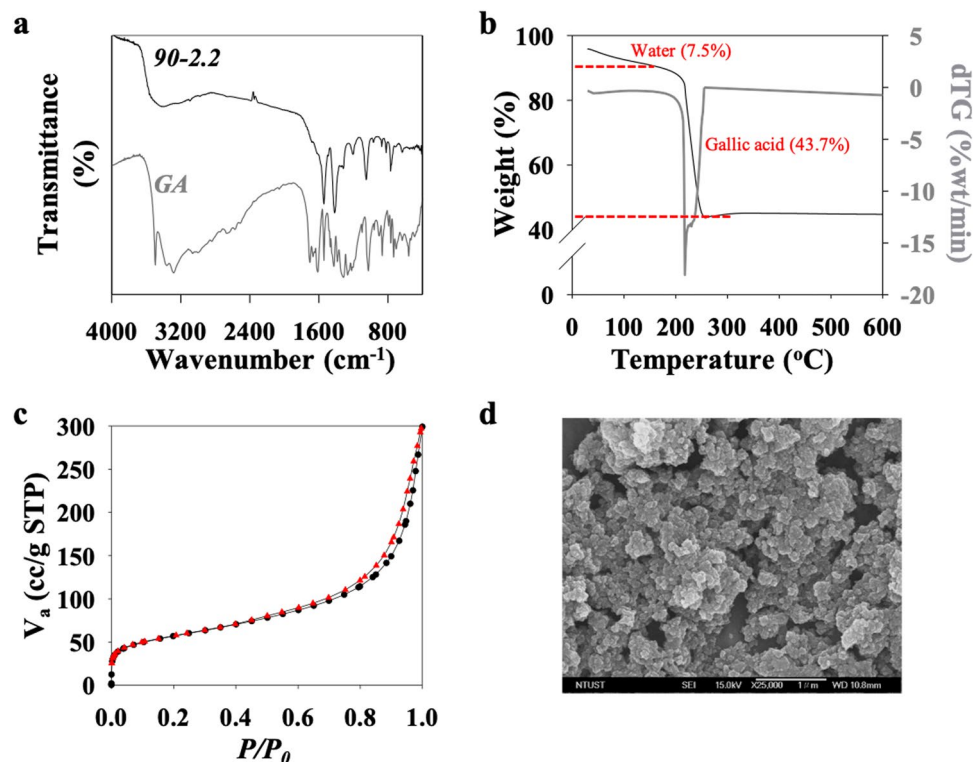 a
90-2.2
GA
Transmittance
(%)
4000 3200 2400 1600 800
Wavenumber (cm⁻¹)
b
100
80
60
40
0
Weight (%)
Water (7.5%)
Gallic acid (43.7%)
5
0
-5
-10
-15
-20
dTG (%wt/min)
0 100 200 300 400 500 600
Temperature (°C)
c
300
250
200
150
100
50
0
Vₐ (cc/g STP)
0.0 0.2 0.4 0.6 0.8 1.0
P/P₀
d
NTUST SEI 15.0kV X25,000 1μm WD 10.8mm